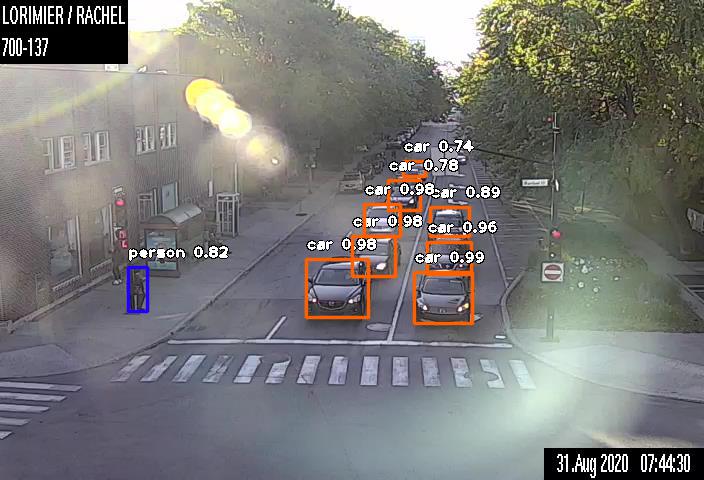 LORIMIER / RACHEL
700-137
car 0.74
car 0.78
car 0.98
car 0.89
car 0.98
car 0.96
car 0.98
car 0.99
person 0.82
31.Aug 2020 07:44:30